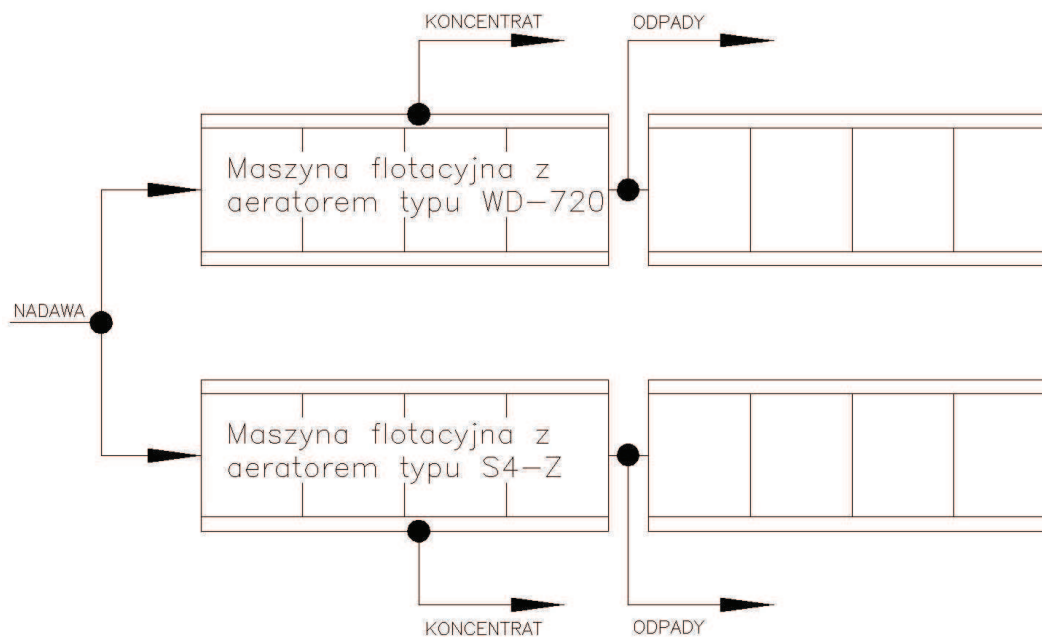 KONCENTRAT
ODPADY
Maszyna flotacyjna z
aeratorem typu WD-720
NADAWA
Maszyna flotacyjna z
aeratorem typu S4-Z
KONCENTRAT
ODPADY